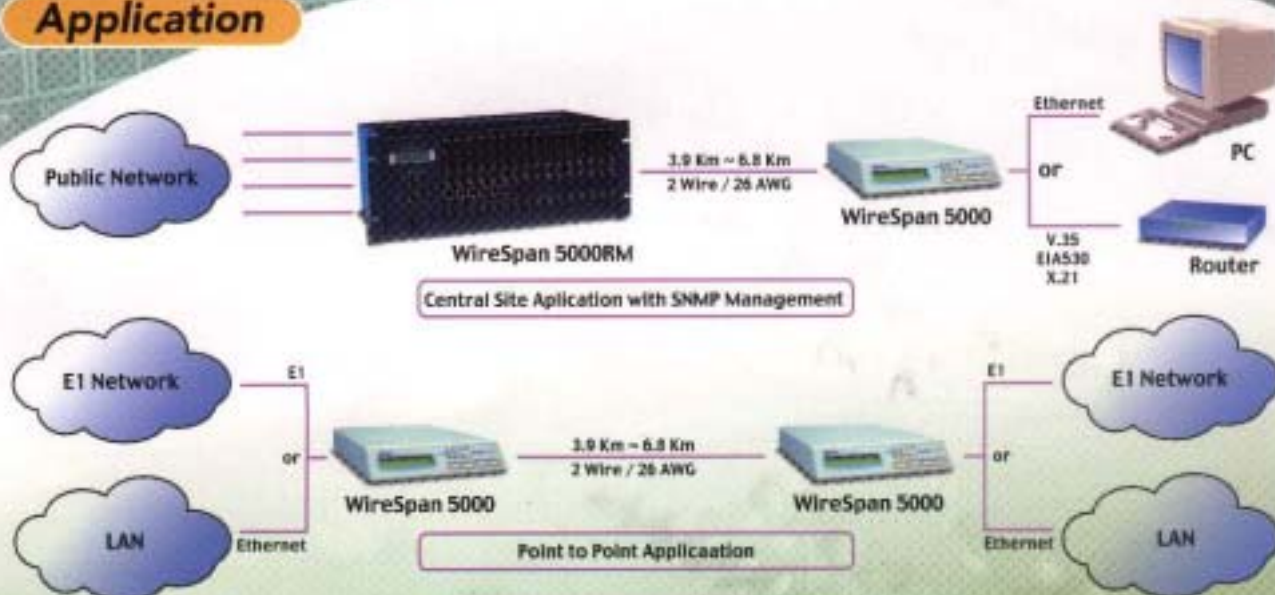 Application
Public Network
WireSpan 5000RM
3.9 Km ~ 6.8 Km
2 Wire / 26 AWG
WireSpan 5000
Ethernet
or
V.35
EIA530
X.21
PC
Router
Central Site Aplication with SNMP Management
E1 Network
E1
or
LAN
Ethernet
WireSpan 5000
3.9 Km ~ 6.8 Km
2 Wire / 26 AWG
WireSpan 5000
E1
or
Ethernet
E1 Network
LAN
Point to Point Applicaation